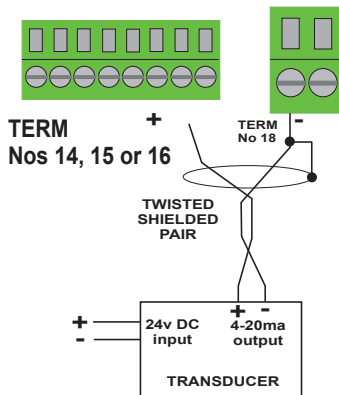 +
-
TERM
Nos 14, 15 or 16
TERM
No 18
TWISTED
SHIELDED
PAIR
+ -
+
-
24v DC
input
4-20ma
output
TRANSDUCER